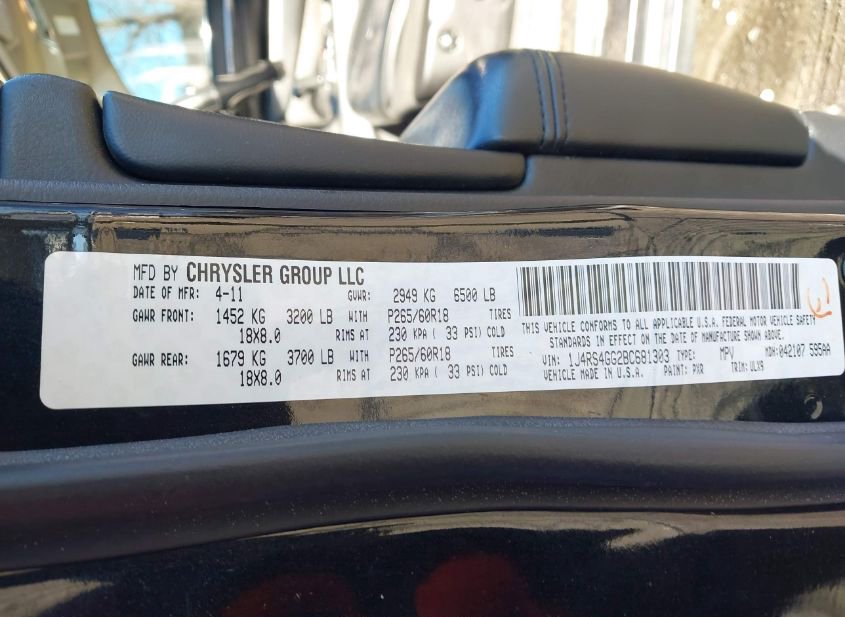 MFD BY CHRYSLER GROUP LLC
DATE OF MFR: 4-11 GVWR: 2949 KG 6500 LB
GAWR FRONT: 1452 KG 3200 LB WITH P265/60R18 TIRES
18X8.0 RIMS AT 230 KPA ( 33 PSI) COLD
GAWR REAR: 1679 KG 3700 LB WITH P265/60R18 TIRES
18X8.0 RIMS AT 230 KPA ( 33 PSI) COLD
THIS VEHICLE CONFORMS TO ALL APPLICABLE U.S.A. FEDERAL MOTOR VEHICLE SAFETY
STANDARDS IN EFFECT ON THE DATE OF MANUFACTURE SHOWN ABOVE.
VIN: 1J4RS4GG2BC681303 TYPE: MPV MDH: 042107 595AA
VEHICLE MADE IN U.S.A. PAINT: PXR TRIM: ULX9